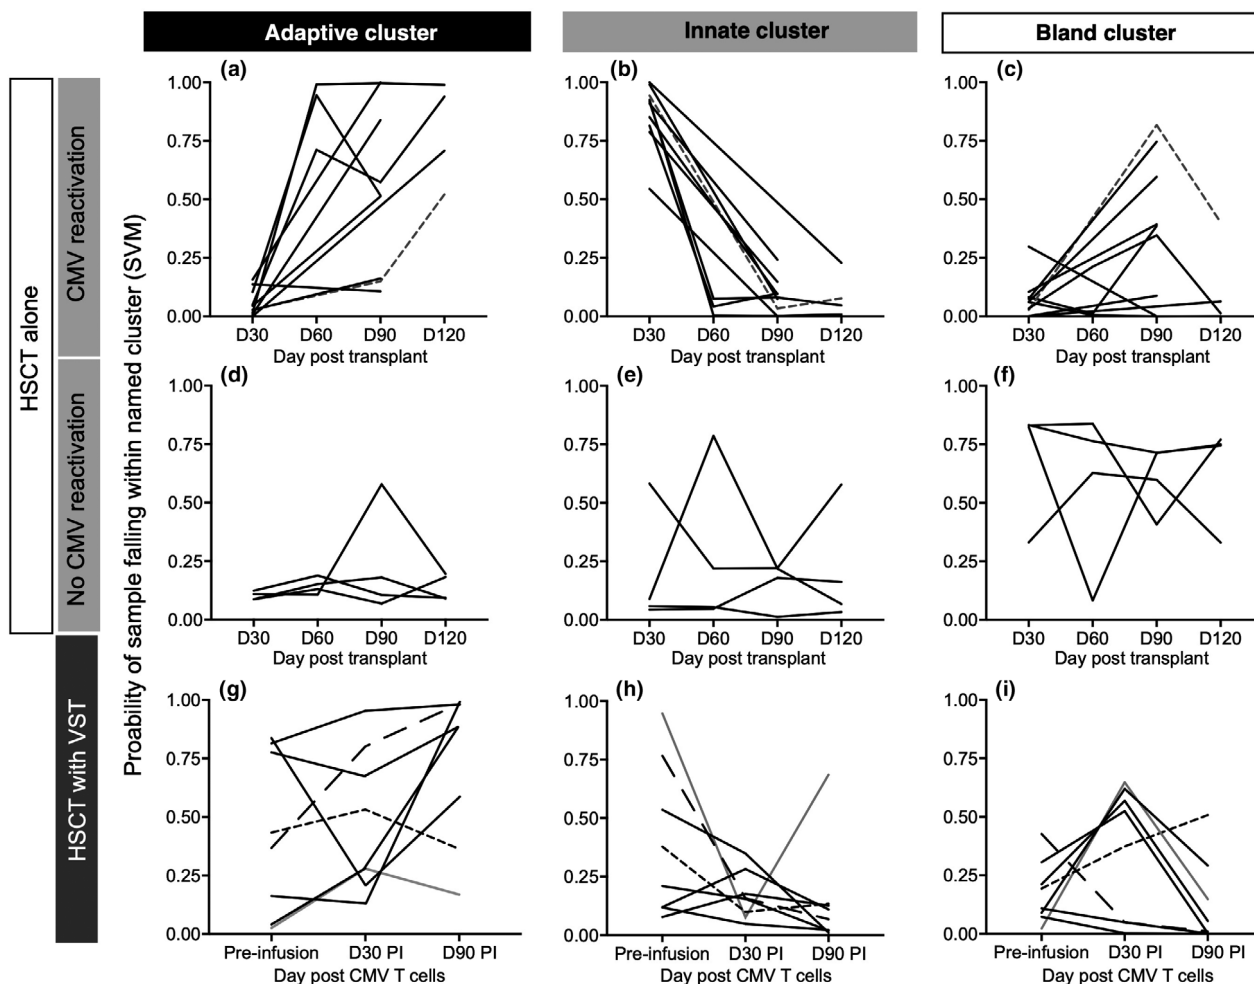 Adaptive cluster
Innate cluster
Bland cluster
HSCT alone
CMV reactivation
No CMV reactivation
HSCT with VST
Proability of sample falling within named cluster (SVM)
(a)
1.00
0.75
0.50
0.25
0.00
D30 D60 D90 D120
Day post transplant
(b)
1.00
0.75
0.50
0.25
0.00
D30 D60 D90 D120
Day post transplant
(c)
1.00
0.75
0.50
0.25
0.00
D30 D60 D90 D120
Day post transplant
(d)
1.00
0.75
0.50
0.25
0.00
D30 D60 D90 D120
Day post transplant
(e)
1.00
0.75
0.50
0.25
0.00
D30 D60 D90 D120
Day post transplant
(f)
1.00
0.75
0.50
0.25
0.00
D30 D60 D90 D120
Day post transplant
(g)
1.00
0.75
0.50
0.25
0.00
Pre-infusion D30 PI D90 PI
Day post CMV T cells
(h)
1.00
0.75
0.50
0.25
0.00
Pre-infusion D30 PI D90 PI
Day post CMV T cells
(i)
1.00
0.75
0.50
0.25
0.00
Pre-infusion D30 PI D90 PI
Day post CMV T cells